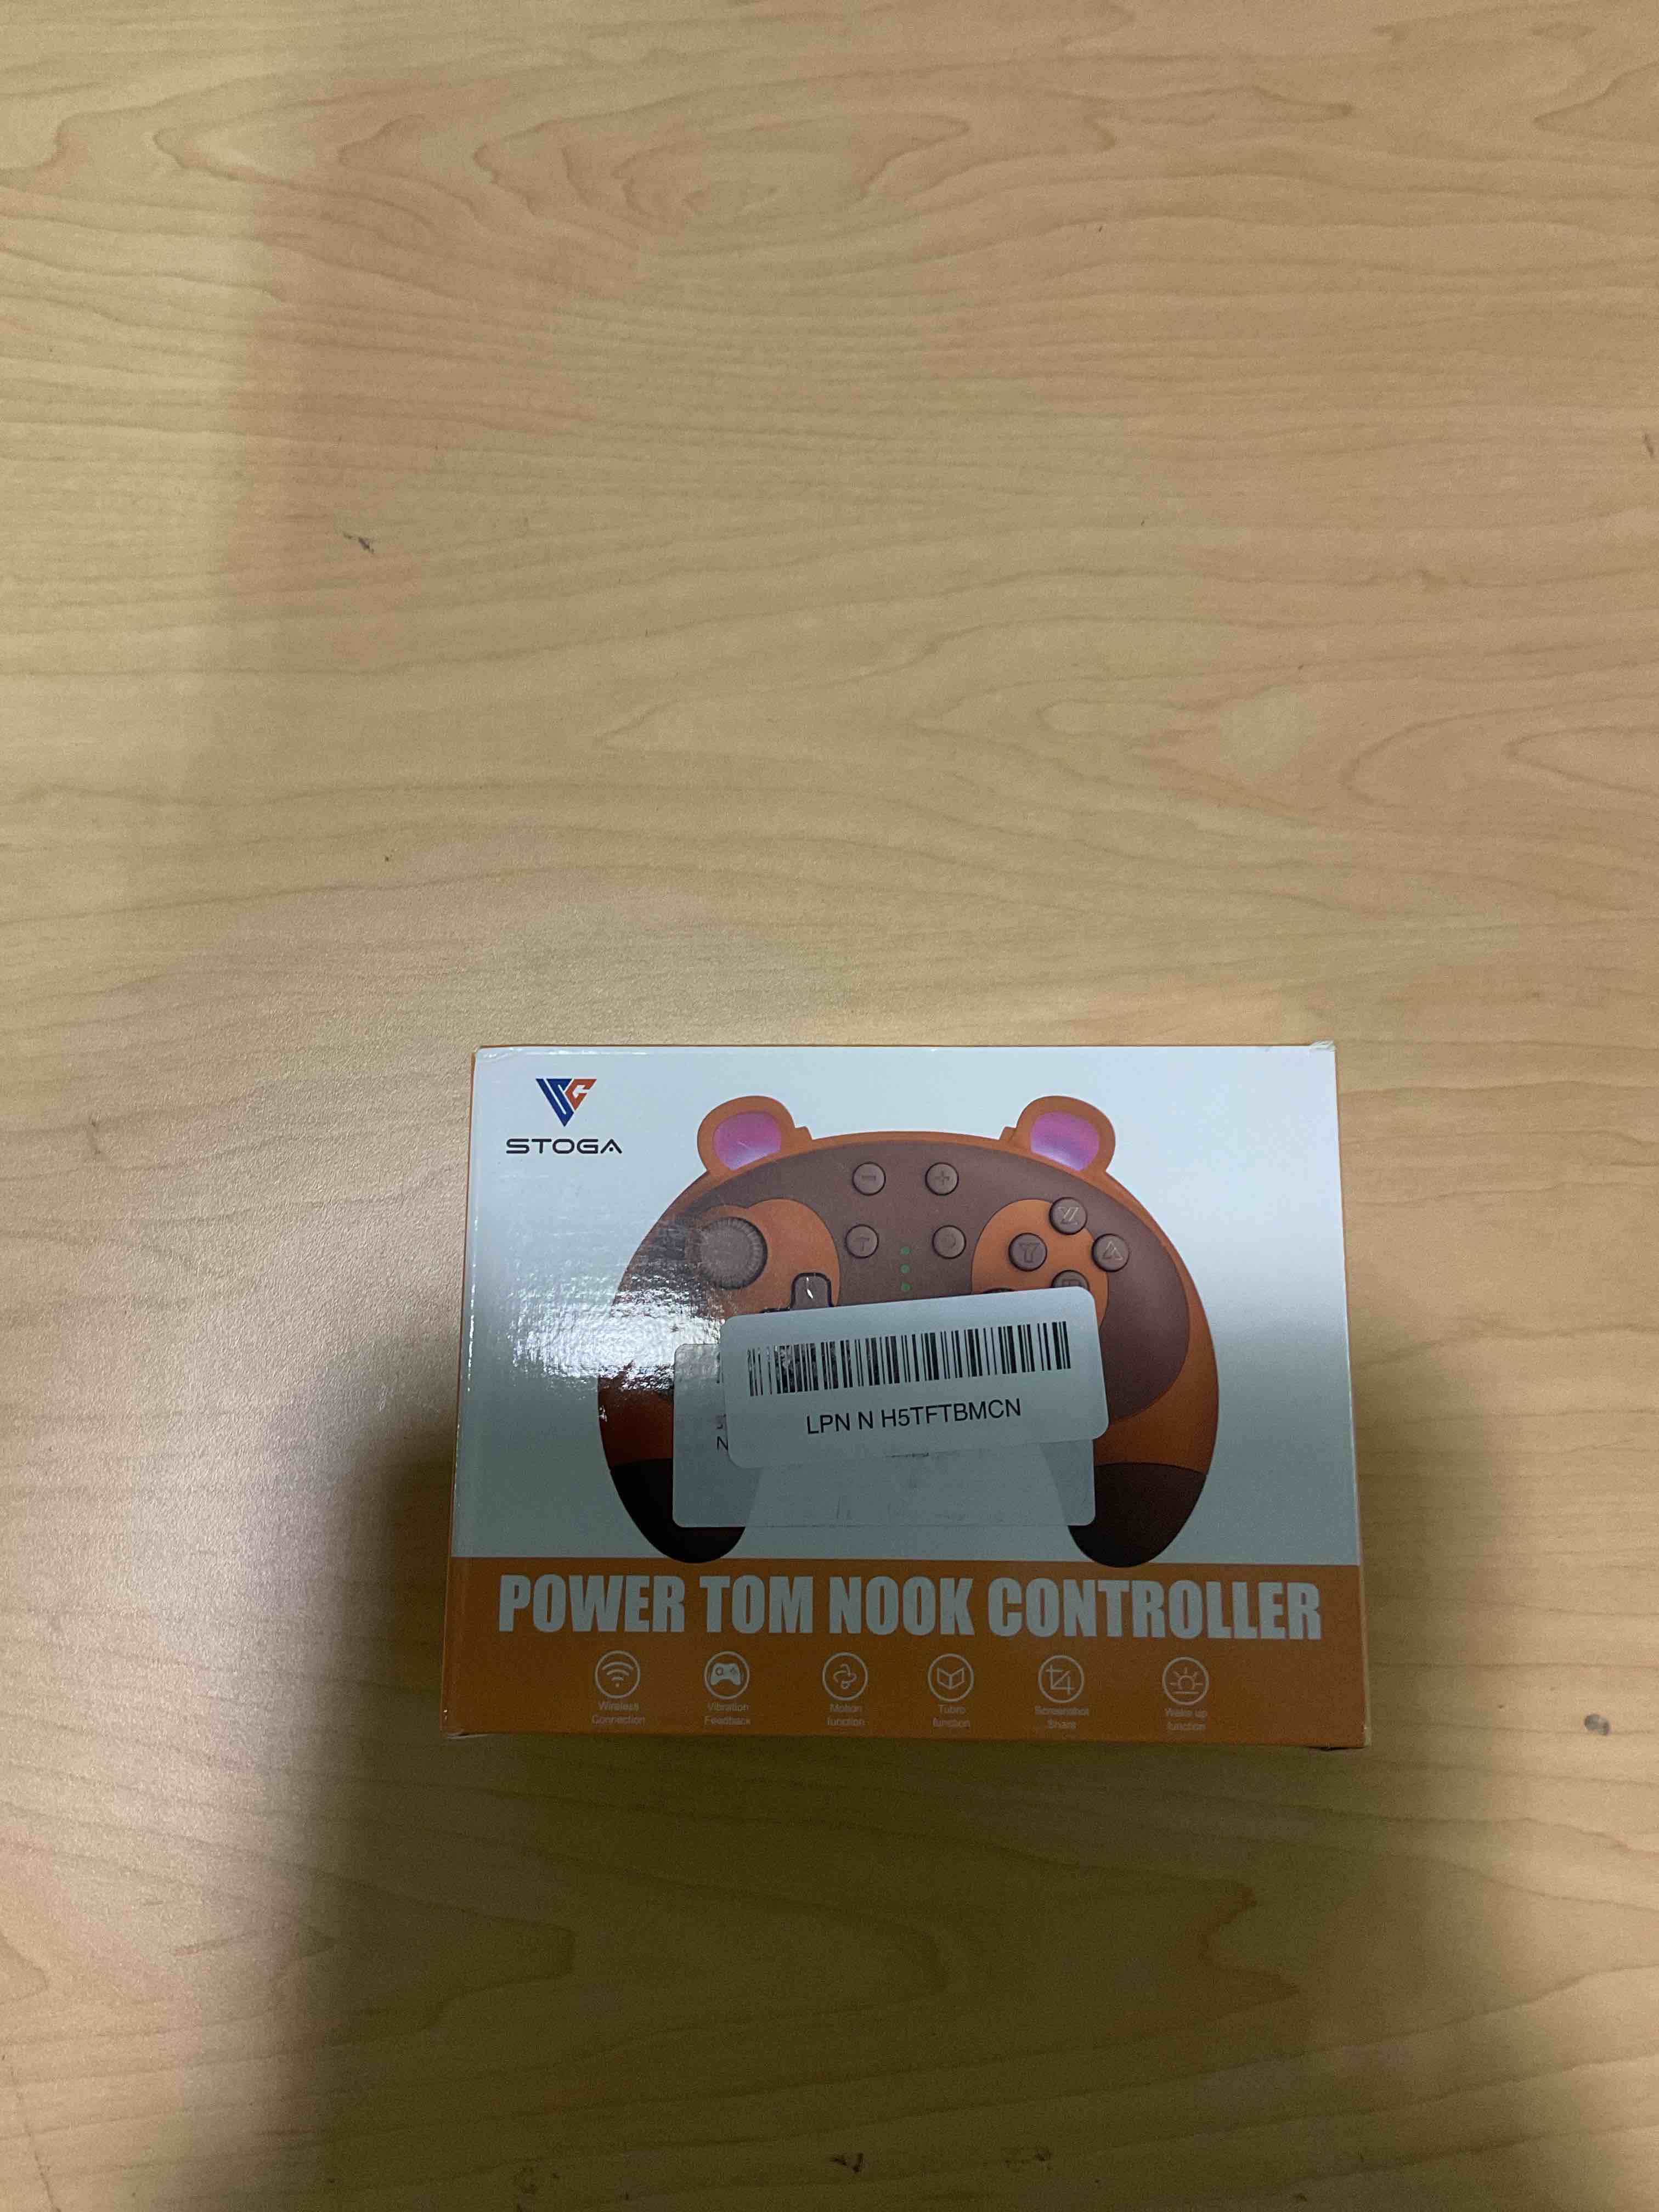 STOGA
LPN N H5TFTBMCN
POWER TOM NOOK CONTROLLER
Wireless
Connection
Vibration
Feedback
Motion
function
Tubro
function
Screenshot
Share
Wake up
function